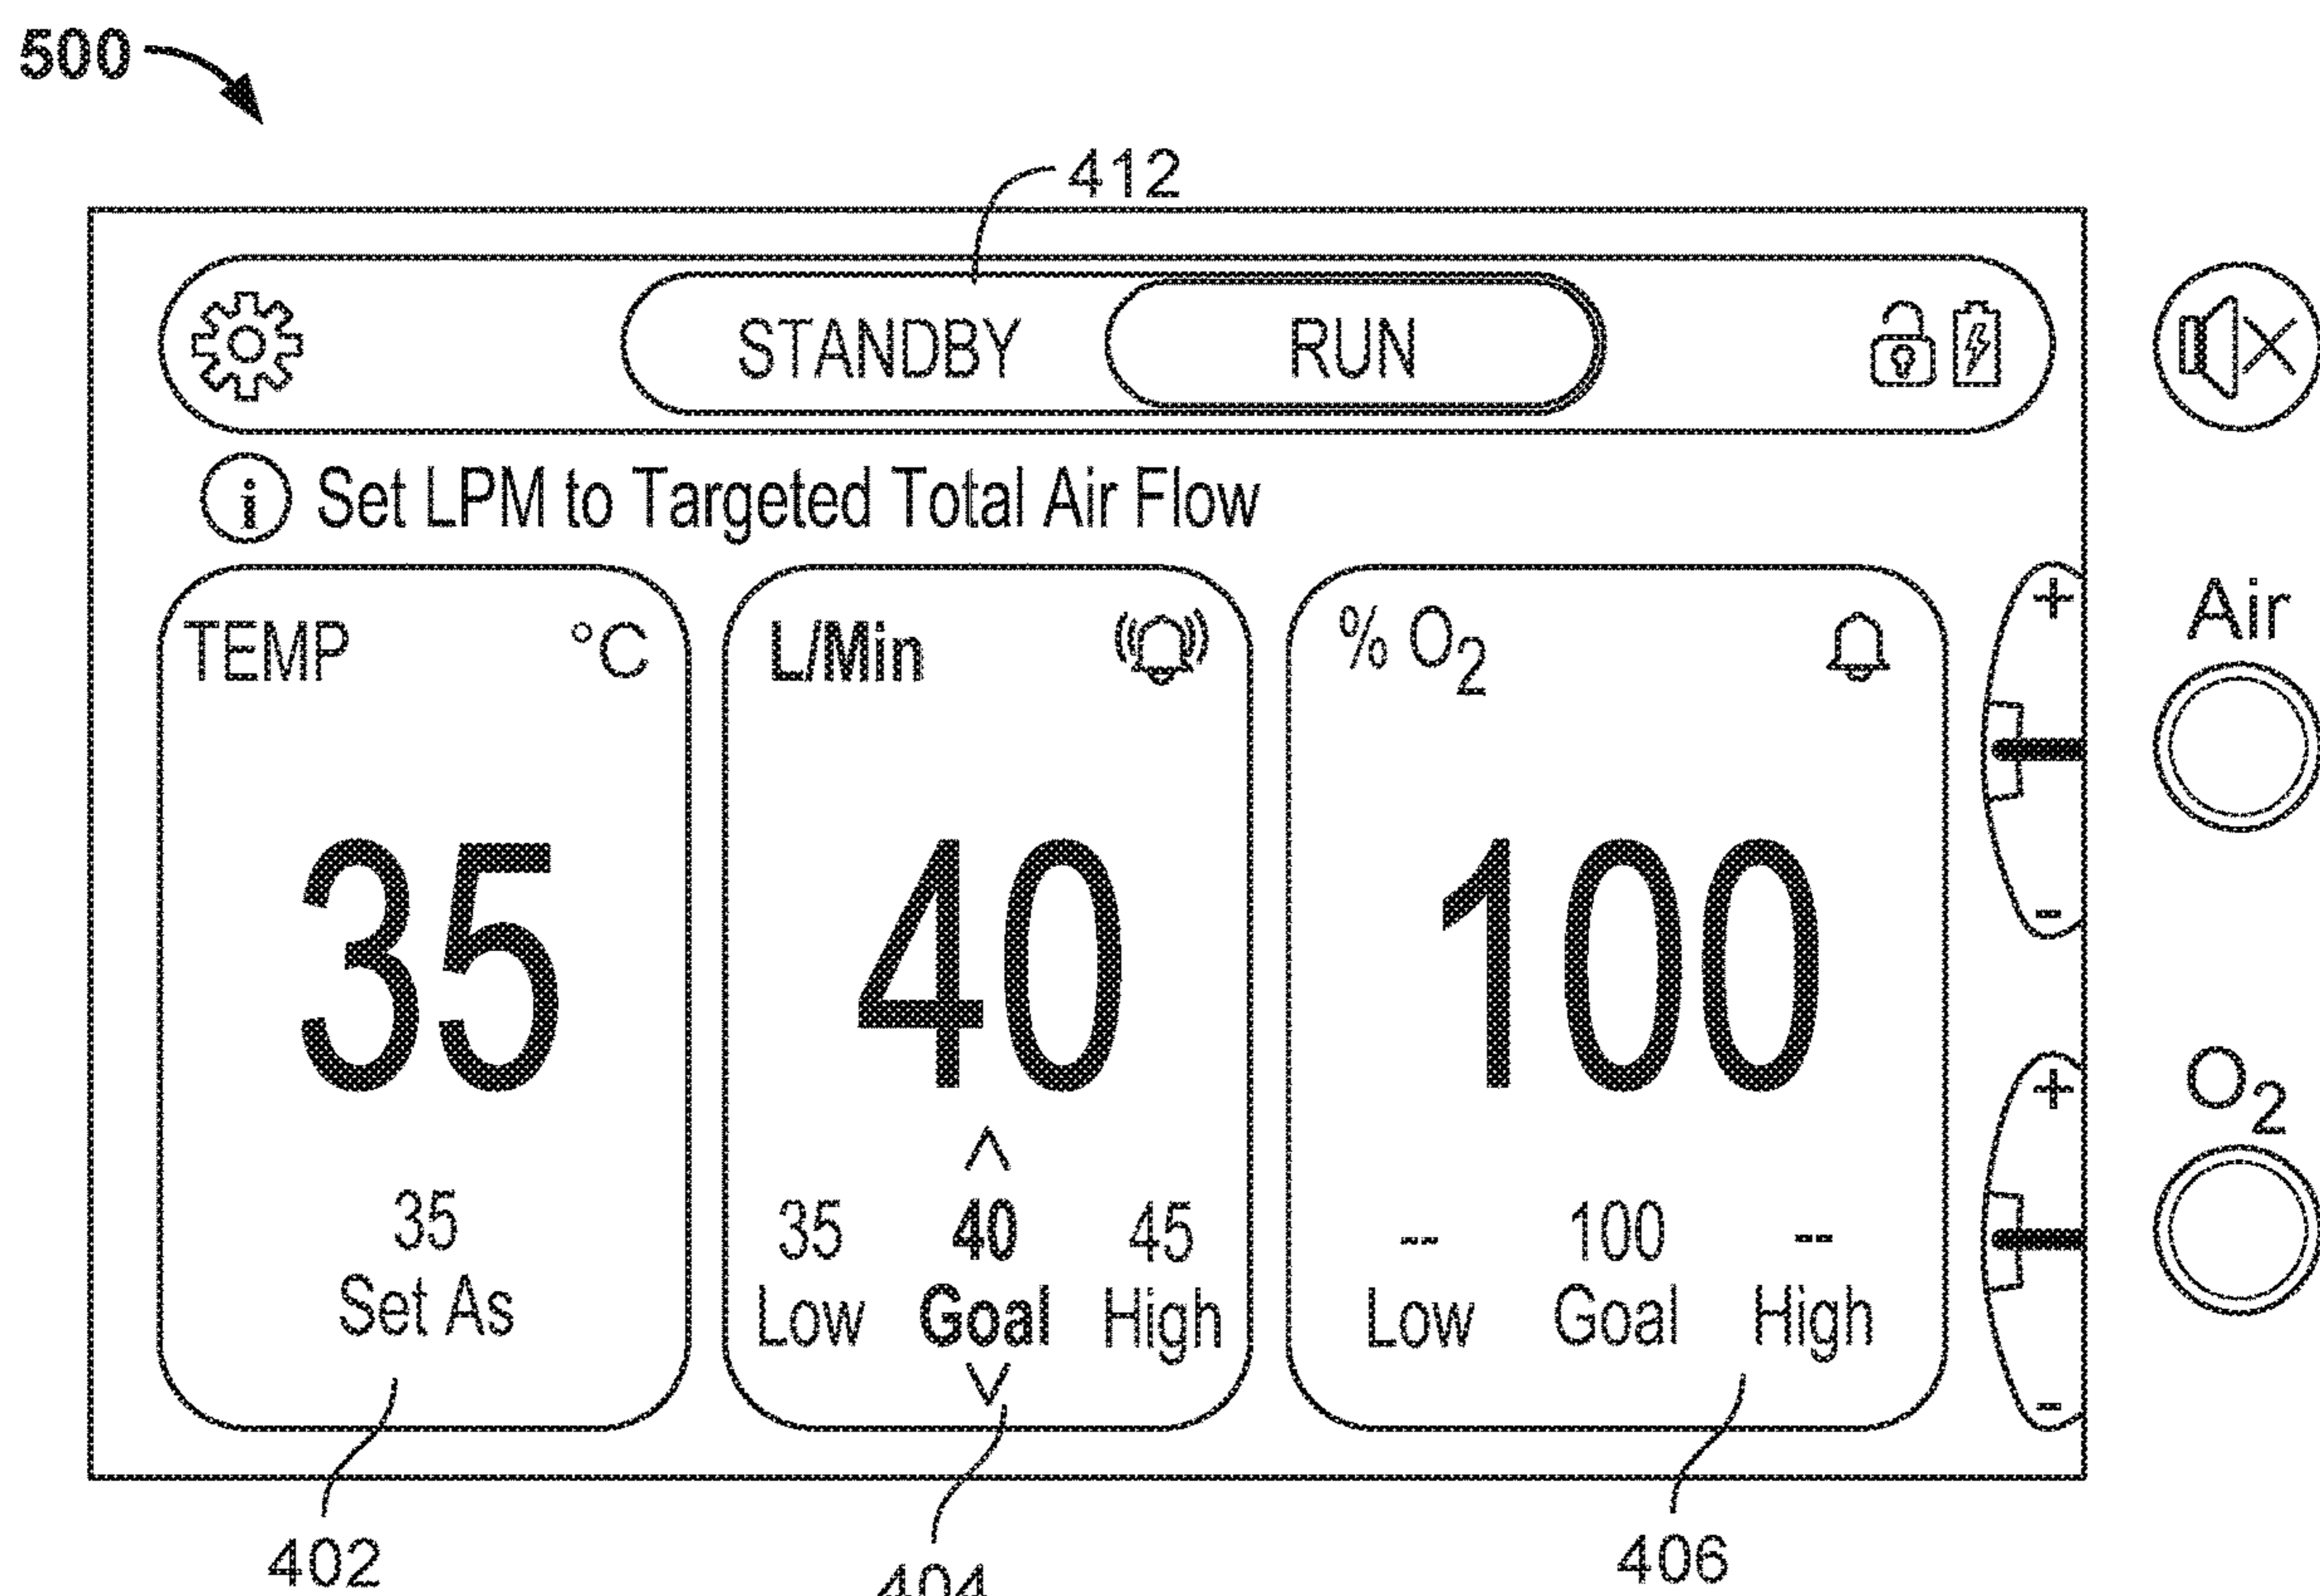 500
412
STANDBY RUN
i Set LPM to Targeted Total Air Flow
TEMP °C
L/Min
% O₂
+
Air
35
40
100
-
+
O₂
35
Set As
35 40 45
Low Goal High
-- 100 --
Low Goal High
-
402
404
406